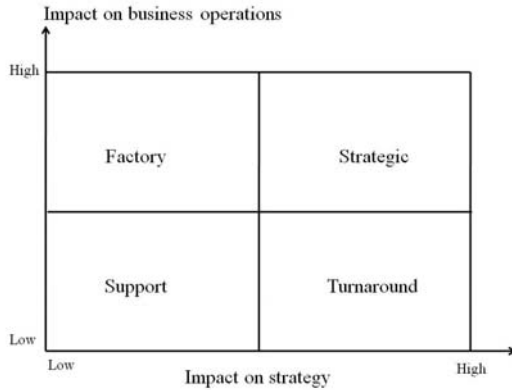 Impact on business operations
High
Factory
Strategic
Support
Turnaround
Low
Low
High
Impact on strategy